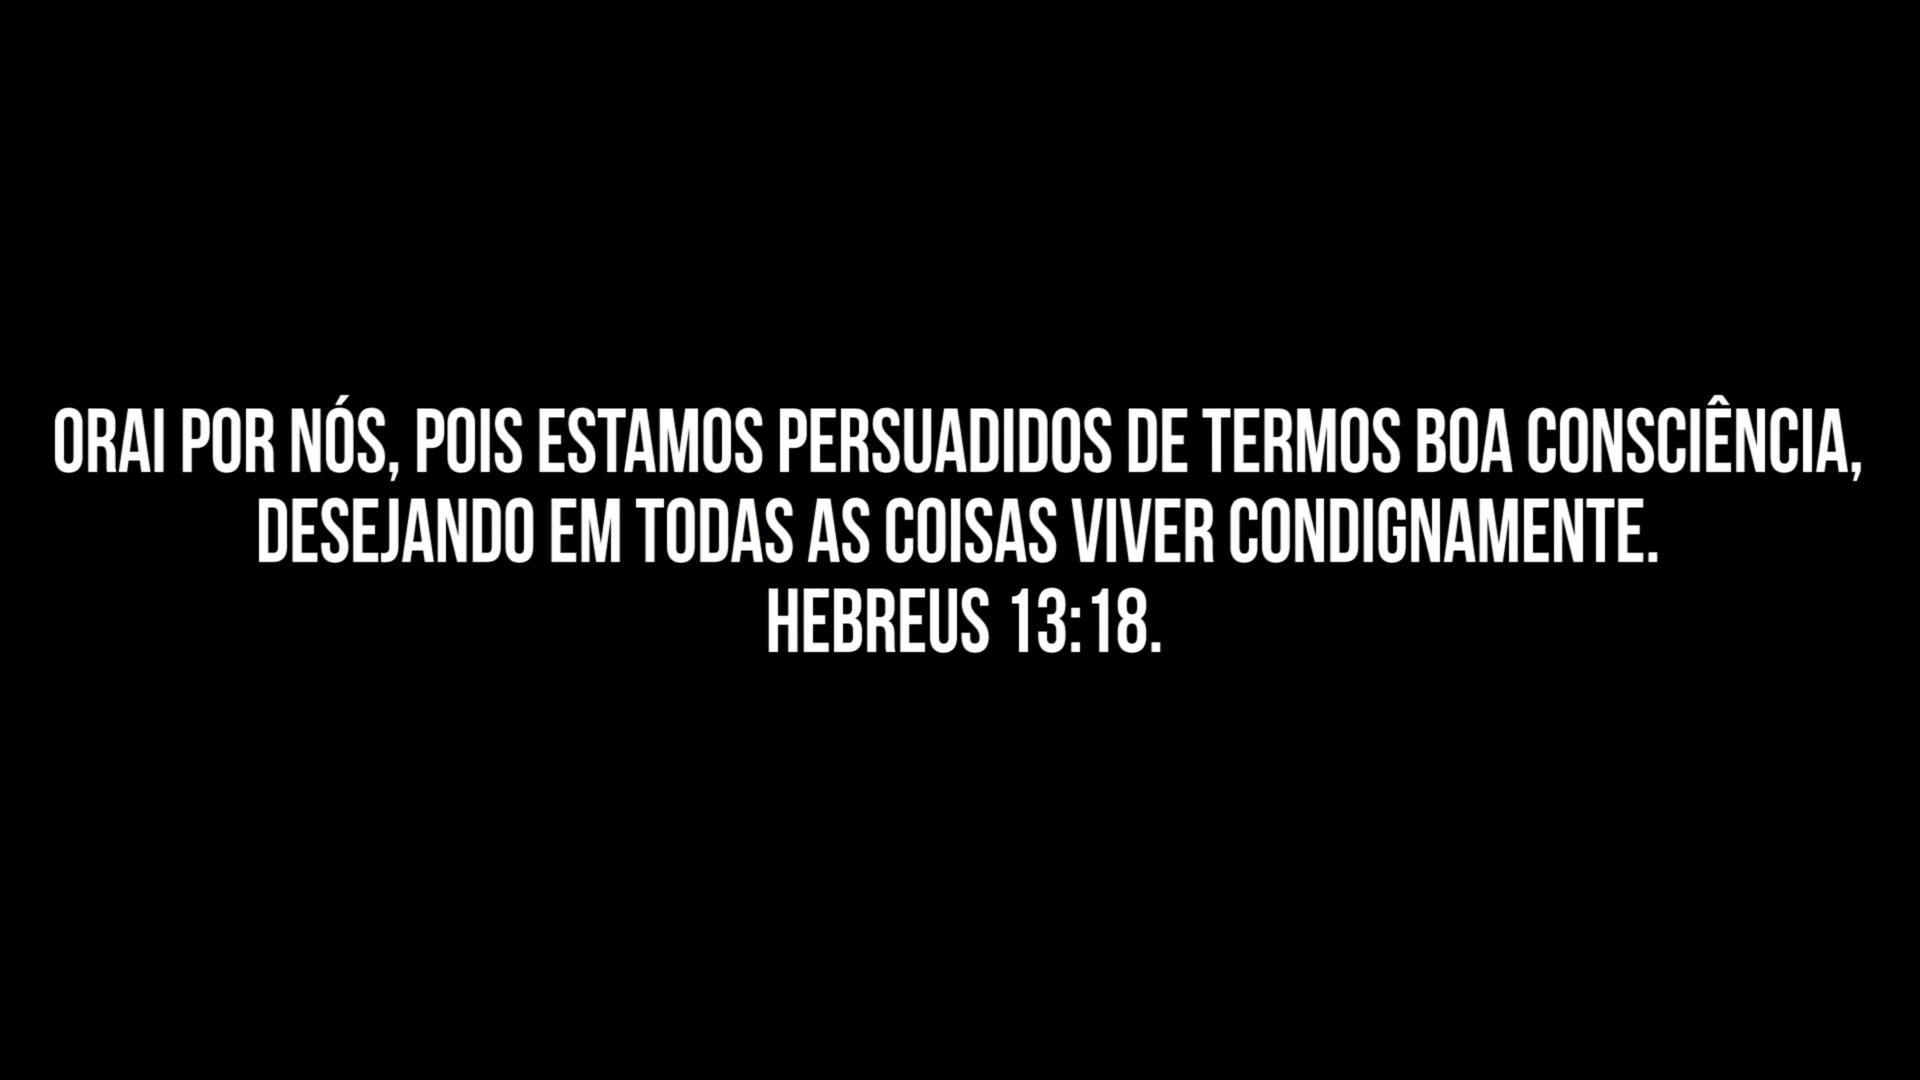 ORAI POR NÓS, POIS ESTAMOS PERSUADIDOS DE TERMOS BOA CONSCIÊNCIA,
DESEJANDO EM TODAS AS COISAS VIVER CONDIGNAMENTE.
HEBREUS 13:18.